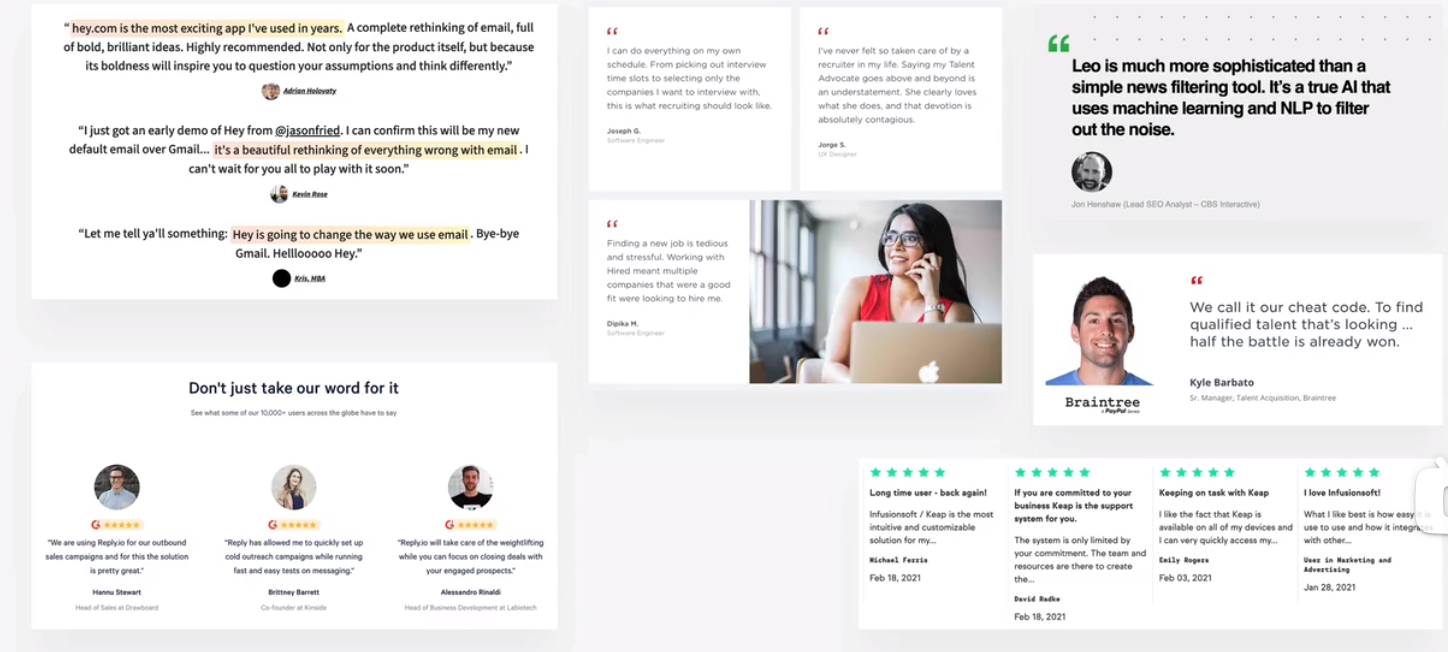 “hey.com is the most exciting app I've used in years. A complete rethinking of email, full
of bold, brilliant ideas. Highly recommended. Not only for the product itself, but because
its boldness will inspire you to question your assumptions and think differently.”
Adrian Holovaty
“I just got an early demo of Hey from @jasonfried. I can confirm this will be my new
default email over Gmail... it's a beautiful rethinking of everything wrong with email. I
can't wait for you all to play with it soon.”
Kevin Rose
“Let me tell ya'll something: Hey is going to change the way we use email. Bye-bye
Gmail. Helllooooo Hey.”
Kris, MBA
“
I can do everything on my own
schedule. From picking out interview
time slots to selecting only the
companies I want to interview with,
this is what recruiting should look like.
Joseph G.
Software Engineer
“
I've never felt so taken care of by a
recruiter in my life. Saying my Talent
Advocate goes above and beyond is
an understatement. She clearly loves
what she does, and that devotion is
absolutely contagious.
Jorge S.
UX Designer
“
Finding a new job is tedious
and stressful. Working with
Hired meant multiple
companies that were a good
fit were looking to hire me.
Dipika M.
Software Engineer
“
Leo is much more sophisticated than a
simple news filtering tool. It's a true AI that
uses machine learning and NLP to filter
out the noise.
Jon Henshaw (Lead SEO Analyst – CBS Interactive)
“
We call it our cheat code. To find
qualified talent that's looking ...
half the battle is already won.
Kyle Barbato
Sr. Manager, Talent Acquisition, Braintree
Braintree
A PayPal Service
Don't just take our word for it
See what some of our 10,000+ users across the globe have to say
“We are using Reply.io for our outbound
sales campaigns and for this the solution
is pretty great.”
Hannu Stewart
Head of Sales at Drawboard
“Reply has allowed me to quickly set up
cold outreach campaigns while running
fast and easy tests on messaging.”
Brittney Barrett
Co-founder at Kinside
“Reply.io will take care of the weightlifting
while you can focus on closing deals with
your engaged prospects.”
Alessandro Rinaldi
Head of Business Development at Labiotech
Long time user - back again!
Infusionsoft / Keap is the most
intuitive and customizable
solution for my...
Michael Ferris
Feb 18, 2021
If you are committed to your
business Keap is the support
system for you.
The system is only limited by
your commitment. The team and
resources are there to create
the...
David Radke
Feb 18, 2021
Keeping on task with Keap
I like the fact that Keap is
available on all of my devices and
I can very quickly access my...
Emily Rogers
Feb 03, 2021
I love Infusionsoft!
What I like best is how easy it is
use to use and how it integrates
with other...
User in Marketing and
Advertising
Jan 28, 2021